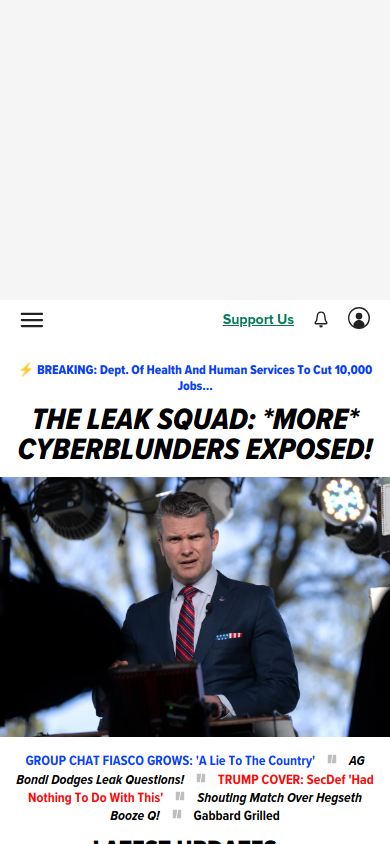 Support Us
⚡ BREAKING: Dept. Of Health And Human Services To Cut 10,000
Jobs...
THE LEAK SQUAD: *MORE*
CYBERBLUNDERS EXPOSED!
GROUP CHAT FIASCO GROWS: 'A Lie To The Country' AG
Bondi Dodges Leak Questions! TRUMP COVER: SecDef 'Had
Nothing To Do With This' Shouting Match Over Hegseth
Booze Q! Gabbard Grilled
LATEST UPDATES